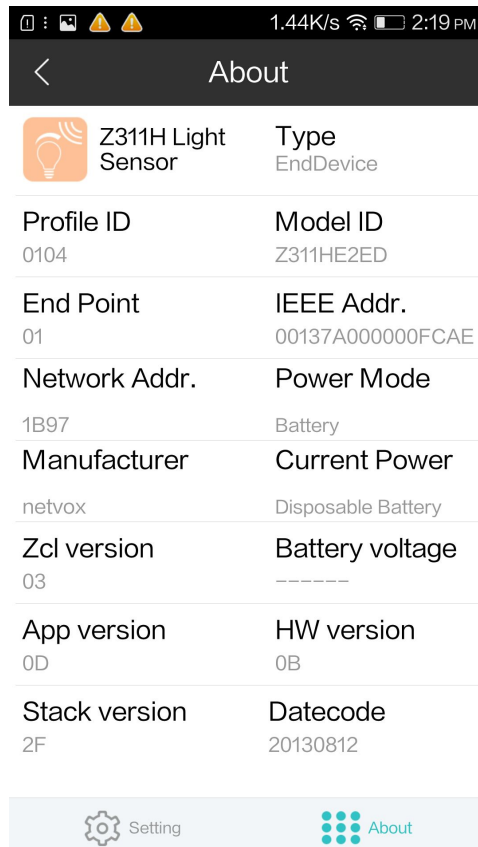 1.44K/s 2:19 PM
About
Z311H Light
Sensor
Type
EndDevice
Profile ID
0104
Model ID
Z311HE2ED
End Point
01
IEEE Addr.
00137A000000FCAE
Network Addr.
1B97
Power Mode
Battery
Manufacturer
netvox
Current Power
Disposable Battery
Zcl version
03
Battery voltage
------
App version
0D
HW version
0B
Stack version
2F
Datecode
20130812
Setting
About